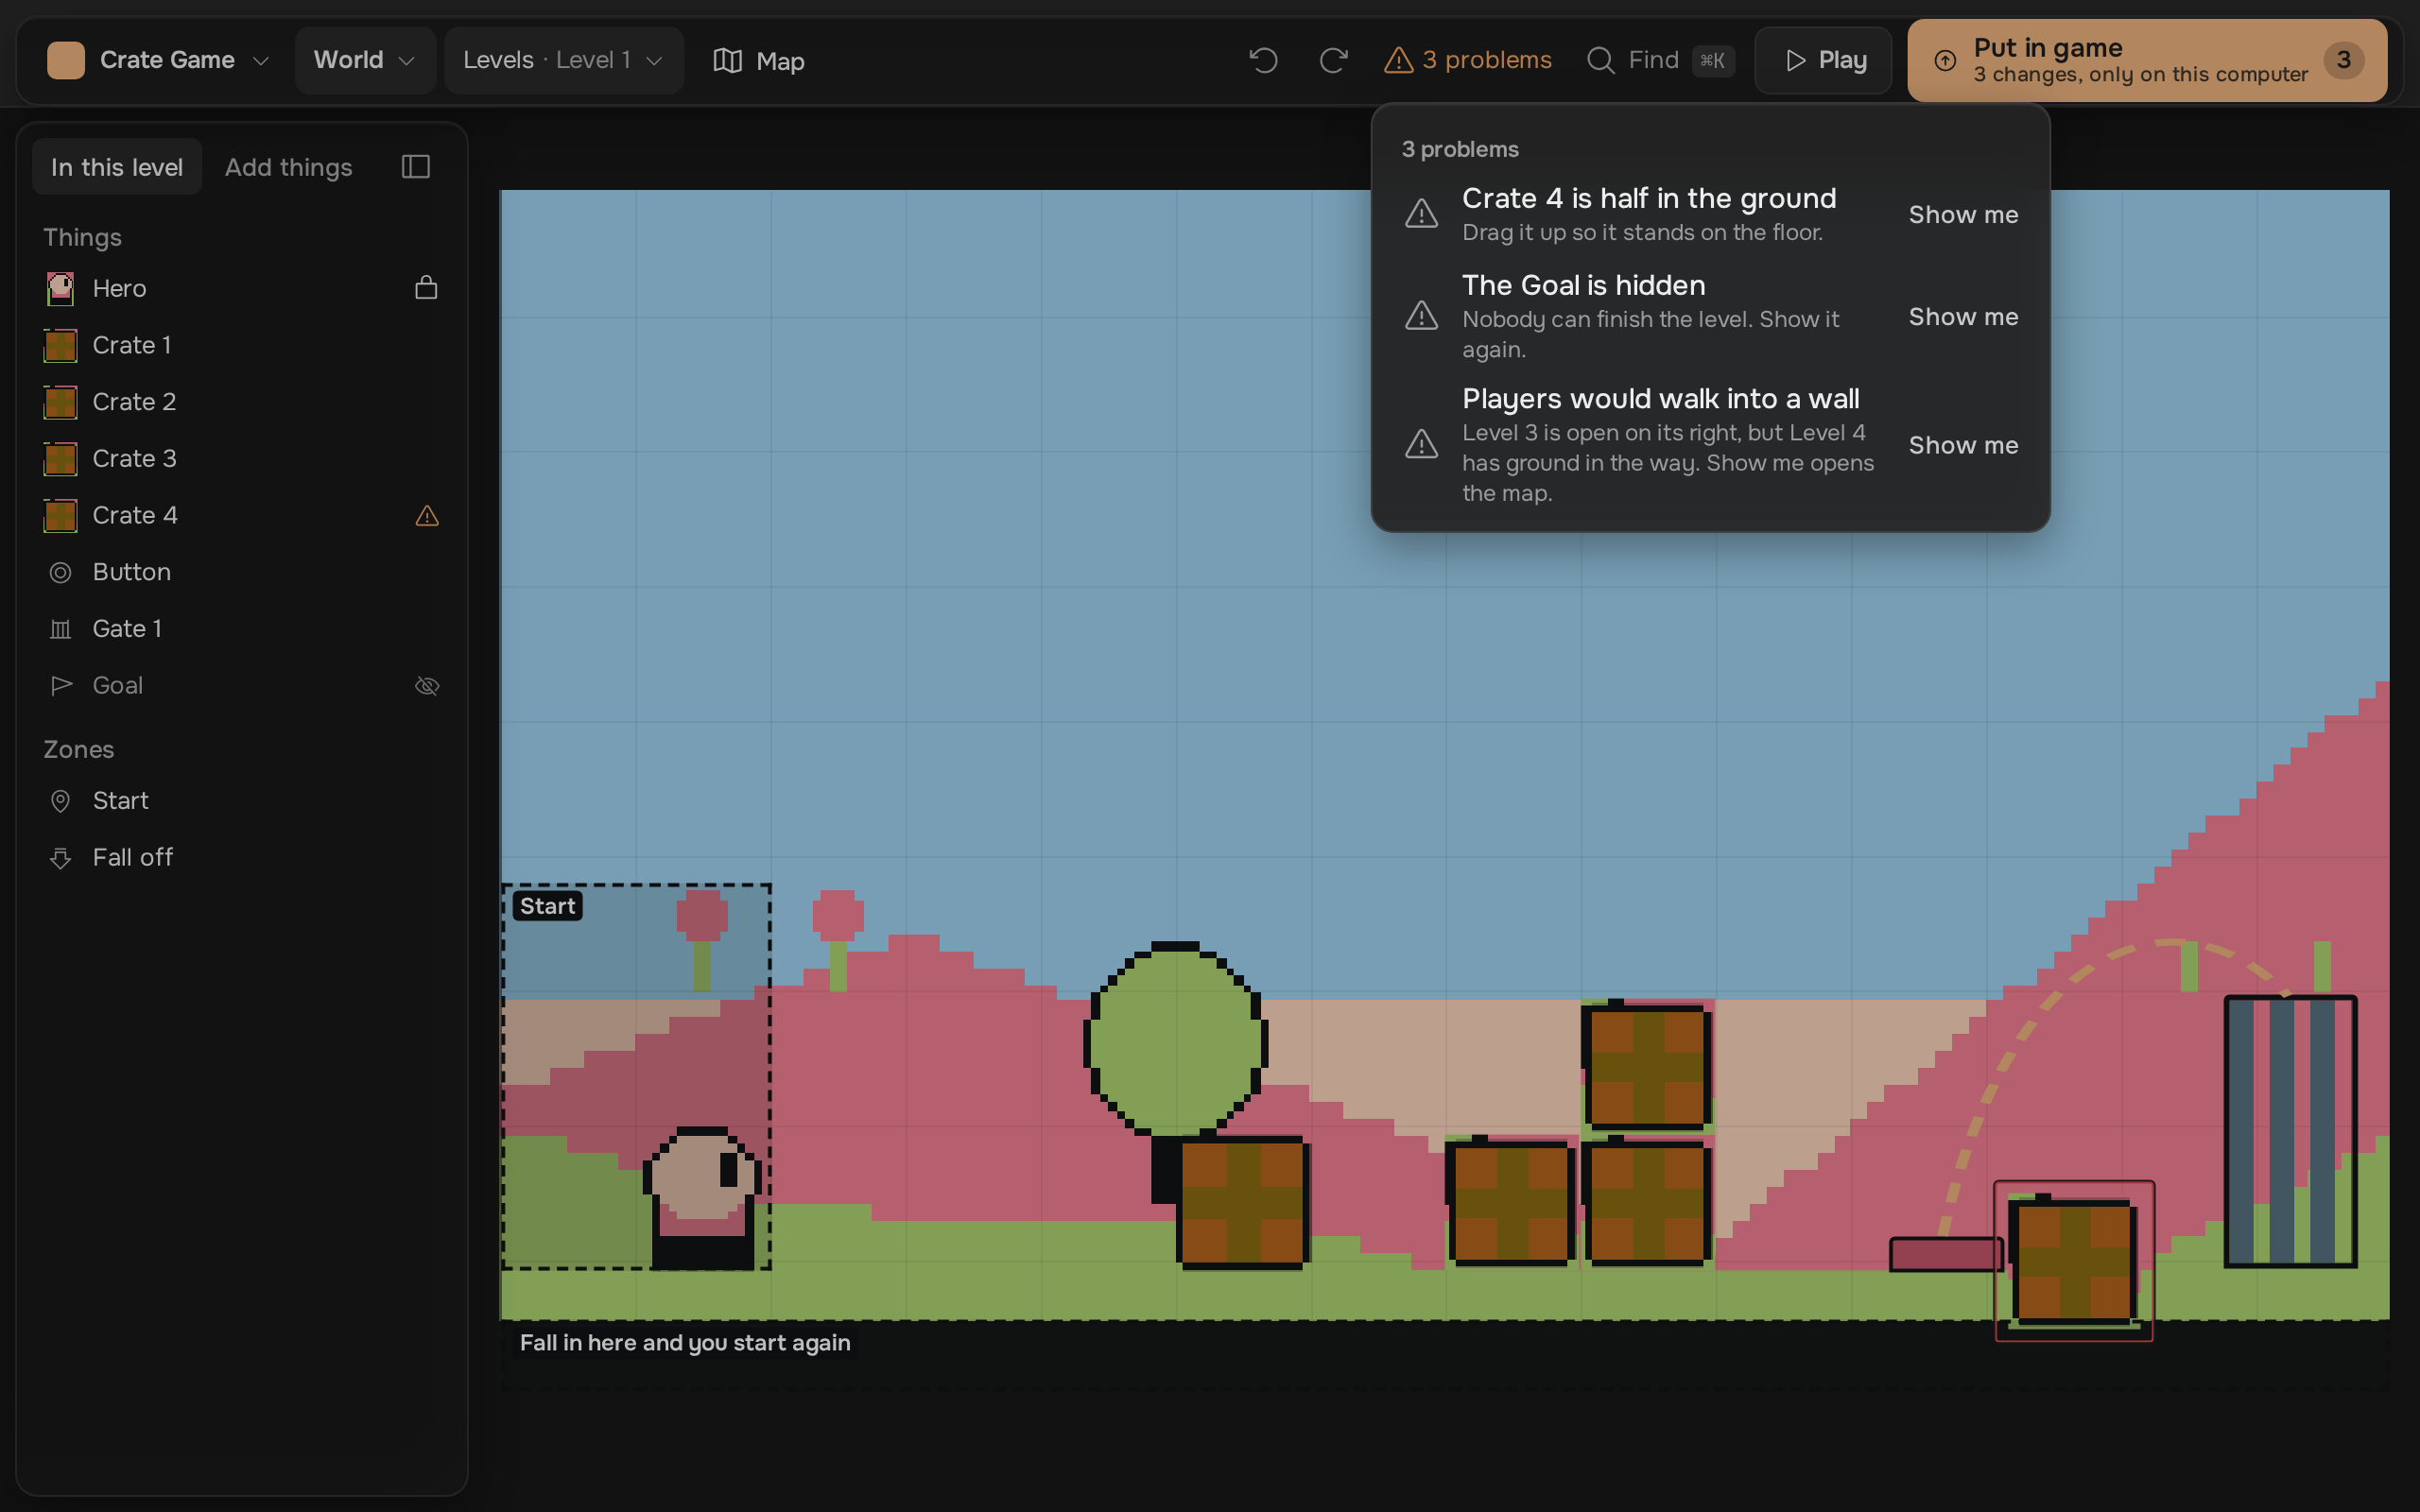 Crate Game
World
Levels · Level 1
Map
3 problems
Find
⌘K
Play
Put in game
3 changes, only on this computer
3
In this level
Add things
Things
Hero
Crate 1
Crate 2
Crate 3
Crate 4
Button
Gate 1
Goal
Zones
Start
Fall off
3 problems
Crate 4 is half in the ground
Drag it up so it stands on the floor.
Show me
The Goal is hidden
Nobody can finish the level. Show it
again.
Show me
Players would walk into a wall
Level 3 is open on its right, but Level 4
has ground in the way. Show me opens
the map.
Show me
Start
Fall in here and you start again